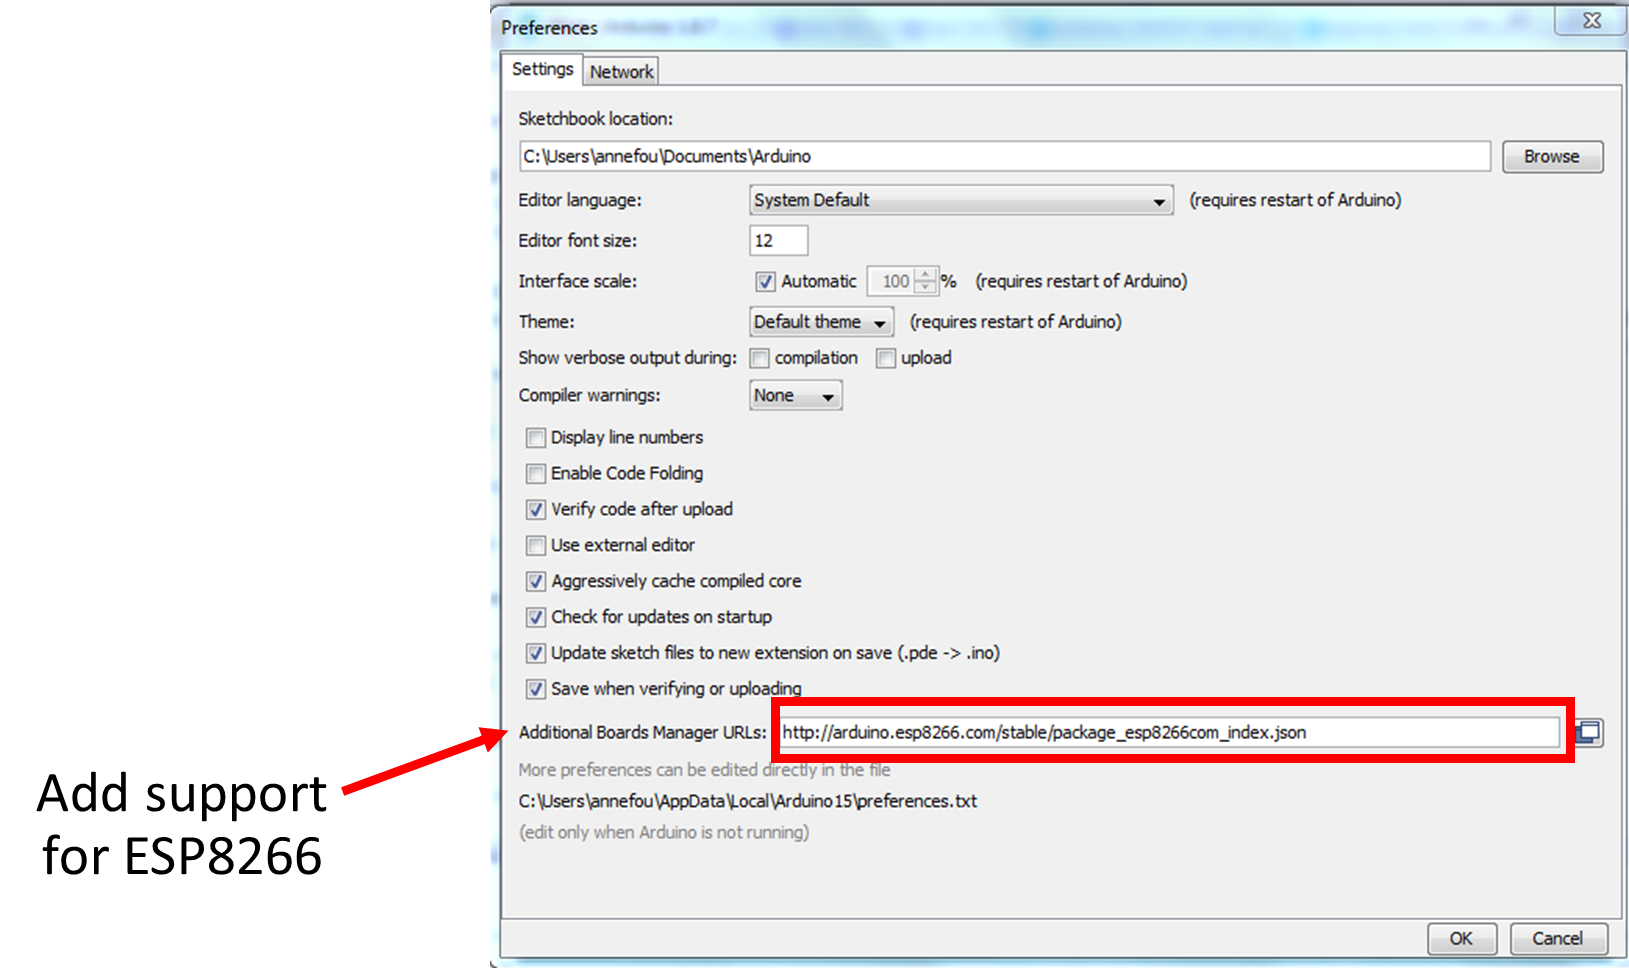 Preferences
Settings
Network
Sketchbook location:
C:\Users\annefou\Documents\Arduino
Browse
Editor language:
System Default
(requires restart of Arduino)
Editor font size:
12
Interface scale:
Automatic
100 %
(requires restart of Arduino)
Theme:
Default theme
(requires restart of Arduino)
Show verbose output during:
compilation
upload
Compiler warnings:
None
Display line numbers
Enable Code Folding
Verify code after upload
Use external editor
Aggressively cache compiled core
Check for updates on startup
Update sketch files to new extension on save (.pde -> .ino)
Save when verifying or uploading
Additional Boards Manager URLs:
http://arduino.esp8266.com/stable/package_esp8266com_index.json
More preferences can be edited directly in the file
C:\Users\annefou\AppData\Local\Arduino15\preferences.txt
(edit only when Arduino is not running)
OK
Cancel
Add support
for ESP8266